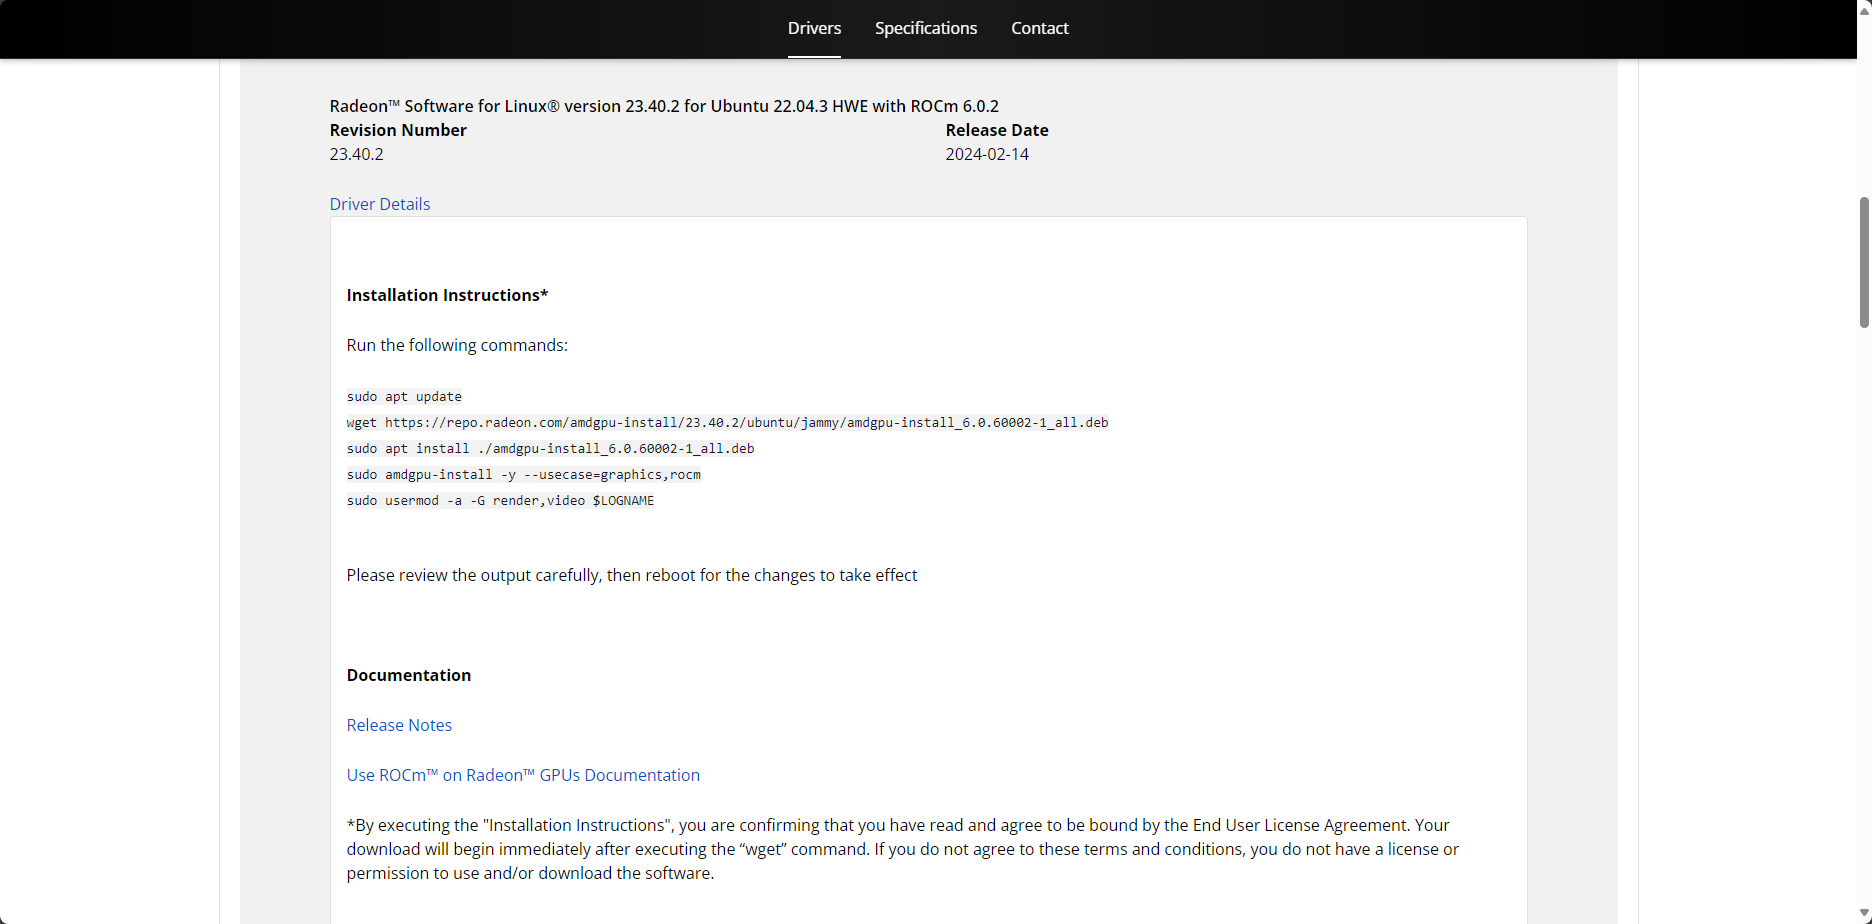 Drivers Specifications Contact
Radeon™ Software for Linux® version 23.40.2 for Ubuntu 22.04.3 HWE with ROCm 6.0.2
Revision Number Release Date
23.40.2 2024-02-14
Driver Details
Installation Instructions*
Run the following commands:
sudo apt update
wget https://repo.radeon.com/amdgpu-install/23.40.2/ubuntu/jammy/amdgpu-install_6.0.60002-1_all.deb
sudo apt install ./amdgpu-install_6.0.60002-1_all.deb
sudo amdgpu-install -y --usecase=graphics,rocm
sudo usermod -a -G render,video $LOGNAME
Please review the output carefully, then reboot for the changes to take effect
Documentation
Release Notes
Use ROCm™ on Radeon™ GPUs Documentation
*By executing the "Installation Instructions", you are confirming that you have read and agree to be bound by the End User License Agreement. Your
download will begin immediately after executing the “wget” command. If you do not agree to these terms and conditions, you do not have a license or
permission to use and/or download the software.